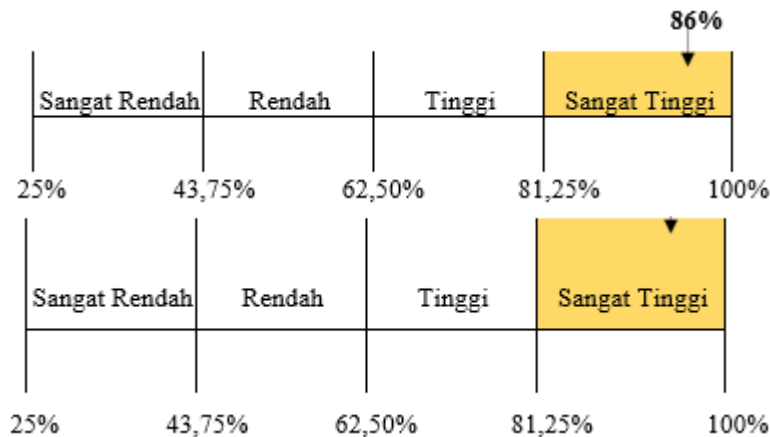 86%
Sangat Rendah Rendah Tinggi Sangat Tinggi
25% 43,75% 62,50% 81,25% 100%
Sangat Rendah Rendah Tinggi Sangat Tinggi
25% 43,75% 62,50% 81,25% 100%